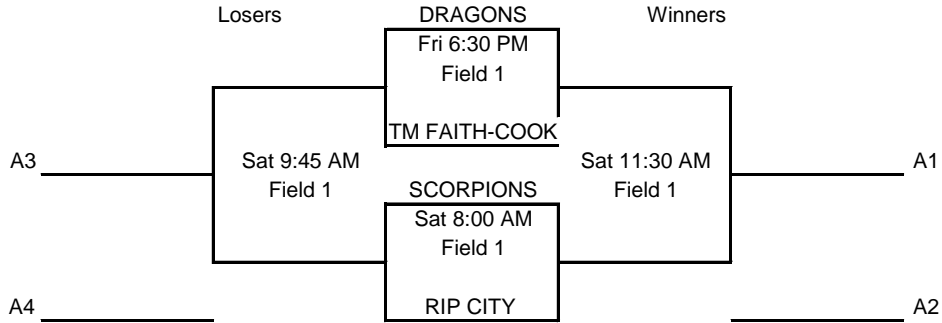 Losers DRAGONS Winners
Fri 6:30 PM
Field 1
TM FAITH-COOK
A3 Sat 9:45 AM Sat 11:30 AM A1
Field 1 SCORPIONS Field 1
Sat 8:00 AM
Field 1
A4 RIP CITY A2